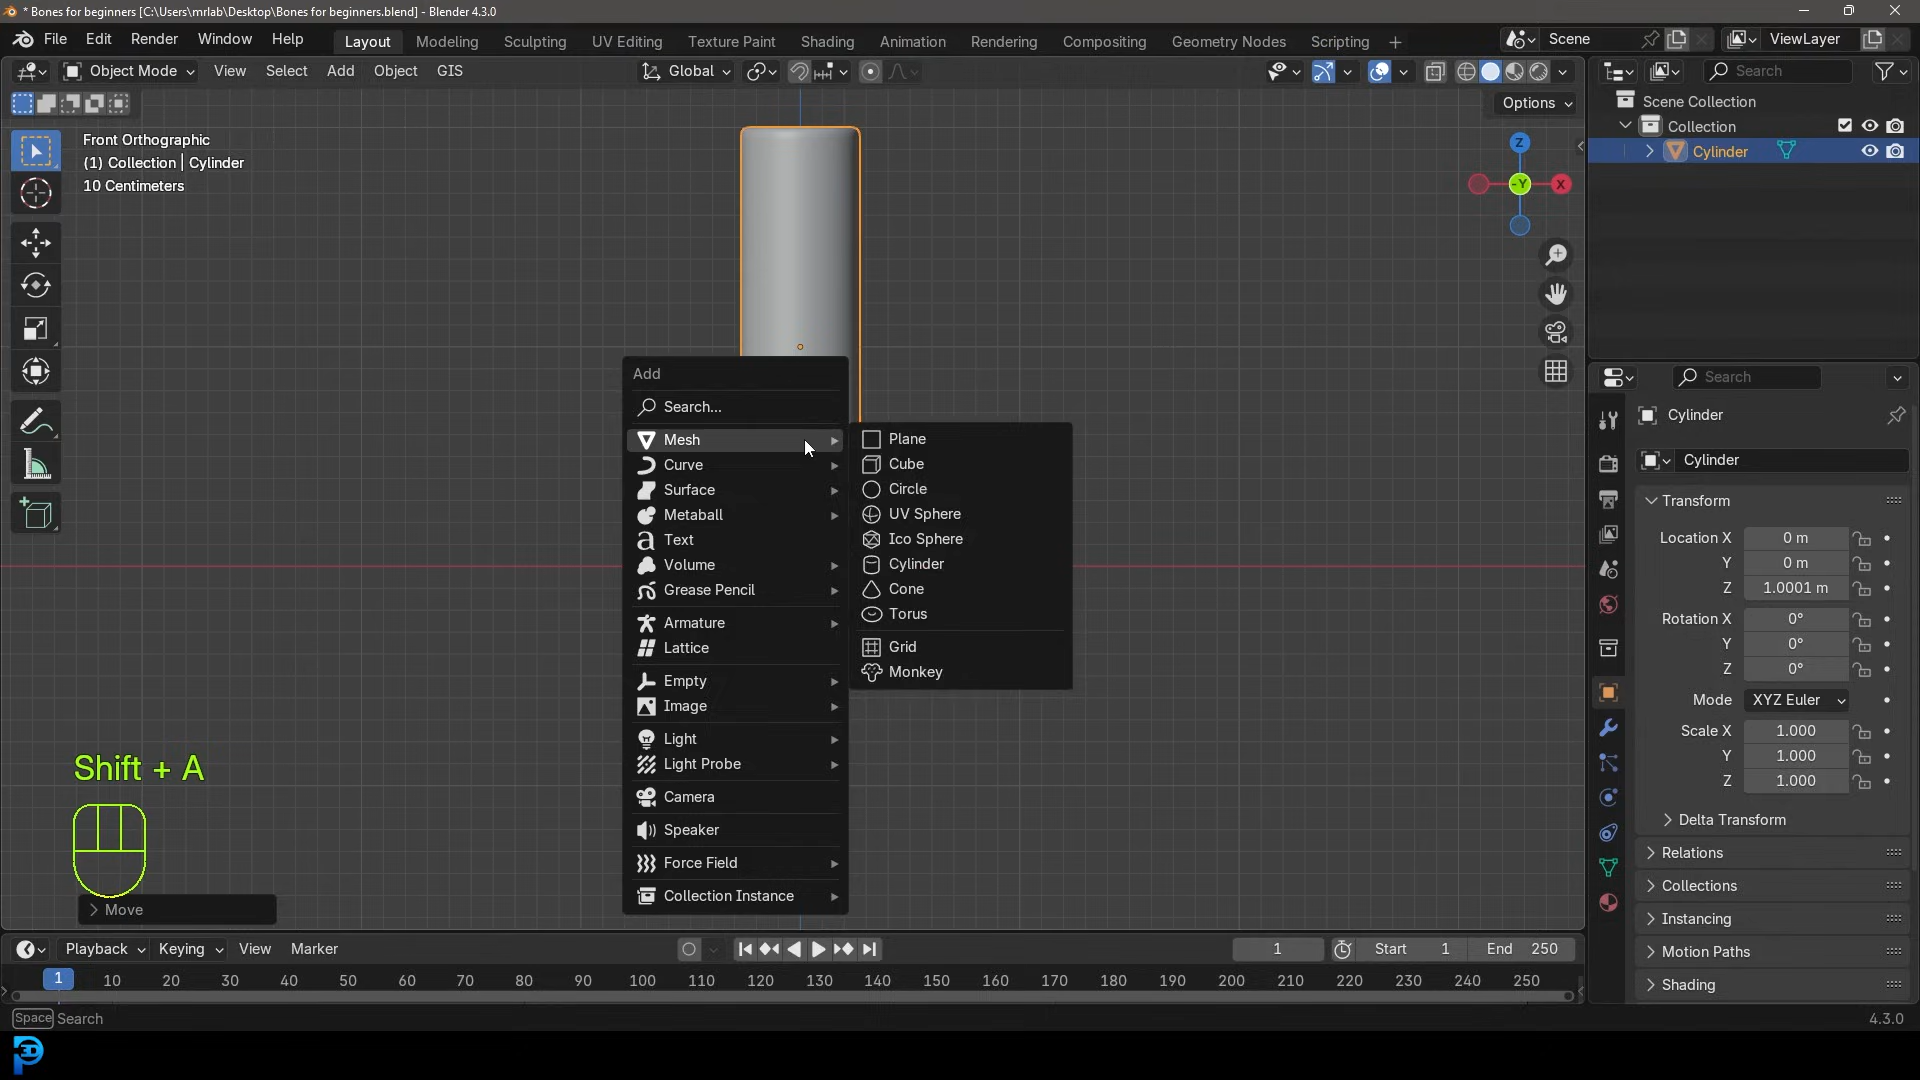 * Bones for beginners [C:\Users\mrlab\Desktop\Bones for beginners.blend] - Blender 4.3.0
File Edit Render Window Help Layout Modeling Sculpting UV Editing Texture Paint Shading Animation Rendering Compositing Geometry Nodes Scripting + Scene ViewLayer
Object Mode View Select Add Object GIS Global Search
Options
Scene Collection
Collection
Cylinder
Front Orthographic
(1) Collection | Cylinder
10 Centimeters
Z
-Y X
Add
Search...
Mesh
Curve
Surface
Metaball
Text
Volume
Grease Pencil
Armature
Lattice
Empty
Image
Light
Light Probe
Camera
Speaker
Force Field
Collection Instance
Plane
Cube
Circle
UV Sphere
Ico Sphere
Cylinder
Cone
Torus
Grid
Monkey
Search
Cylinder
Cylinder
Transform
Location X 0 m
Y 0 m
Z 1.0001 m
Rotation X 0°
Y 0°
Z 0°
Mode XYZ Euler
Scale X 1.000
Y 1.000
Z 1.000
Delta Transform
Relations
Collections
Instancing
Motion Paths
Shading
Shift + A
Move
Playback Keying View Marker 1 Start 1 End 250
1 10 20 30 40 50 60 70 80 90 100 110 120 130 140 150 160 170 180 190 200 210 220 230 240 250
Space Search 4.3.0
3D